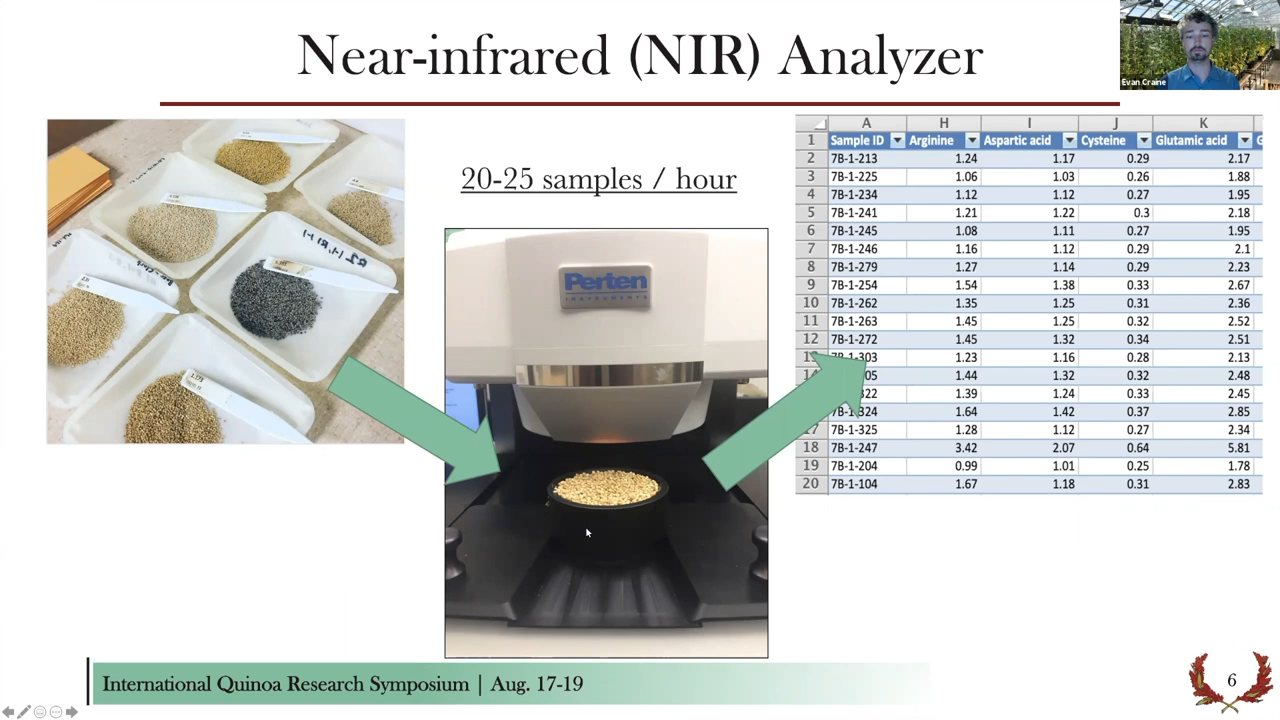 Near-infrared (NIR) Analyzer
Evan Craine
20-25 samples / hour
Perten
INSTRUMENTS
A H I J K
1 Sample ID Arginine Aspartic acid Cysteine Glutamic acid G
2 7B-1-213 1.24 1.17 0.29 2.17
3 7B-1-225 1.06 1.03 0.26 1.88
4 7B-1-234 1.12 1.12 0.27 1.95
5 7B-1-241 1.21 1.22 0.3 2.18
6 7B-1-245 1.08 1.11 0.27 1.95
7 7B-1-246 1.16 1.12 0.29 2.1
8 7B-1-279 1.27 1.14 0.29 2.23
9 7B-1-254 1.54 1.38 0.33 2.67
10 7B-1-262 1.35 1.25 0.31 2.36
11 7B-1-263 1.45 1.25 0.32 2.52
12 7B-1-272 1.45 1.32 0.34 2.51
7B-1-303 1.23 1.16 0.28 2.13
05 1.44 1.32 0.32 2.48
322 1.39 1.24 0.33 2.45
324 1.64 1.42 0.37 2.85
7B-1-325 1.28 1.12 0.27 2.34
18 7B-1-247 3.42 2.07 0.64 5.81
19 7B-1-204 0.99 1.01 0.25 1.78
20 7B-1-104 1.67 1.18 0.31 2.83
International Quinoa Research Symposium | Aug. 17-19
6